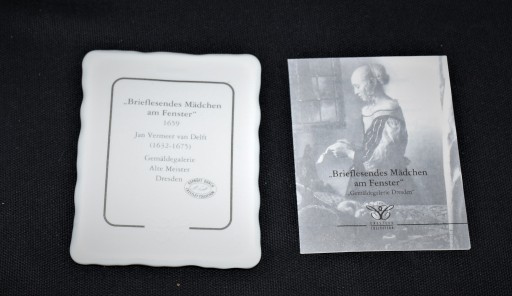 „Brieflesendes Mädchen
am Fenster“
1659
Jan Vermeer van Delft
(1632-1675)
Gemäldegalerie
Alte Meister
Dresden
„Brieflesendes Mädchen
am Fenster“
„Gemäldegalerie Dresden“